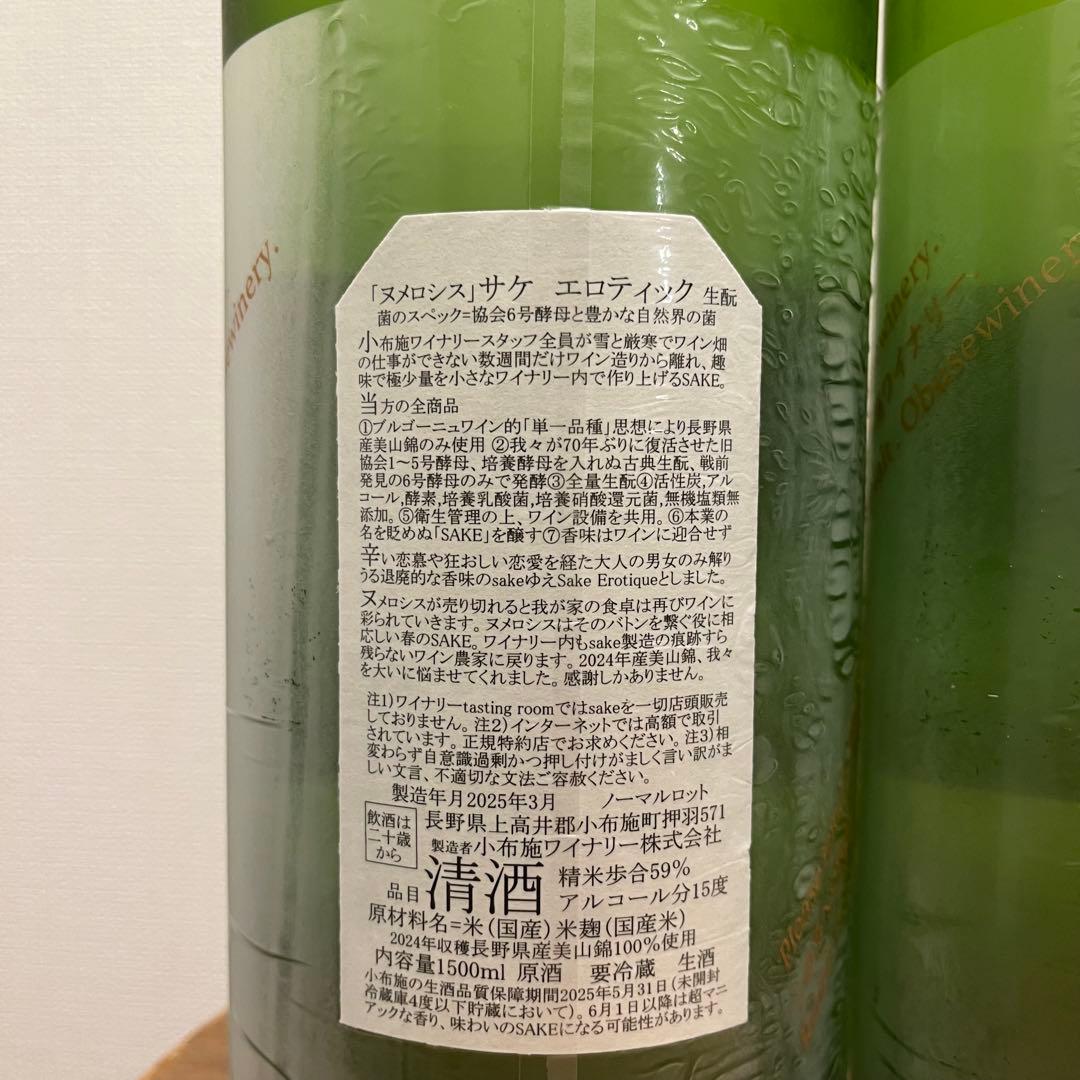 「ヌメロシス」サケ エロティック 生酛
菌のスペック=協会6号酵母と豊かな自然界の菌
小布施ワイナリースタッフ全員が雪と厳寒でワイン畑
の仕事ができない数週間だけワイン造りから離れ、趣
味で極少量を小さなワイナリー内で作り上げるSAKE。
当方の全商品
①ブルゴーニュワイン的「単一品種」思想により長野県
産美山錦のみ使用 ②我々が70年ぶりに復活させた旧
協会1～5号酵母、培養酵母を入れぬ古典生酛、戦前
発見の6号酵母のみで発酵③全量生酛④活性炭,アル
コール,酵素,培養乳酸菌,培養硝酸還元菌,無機塩類無
添加。⑤衛生管理の上、ワイン設備を共用。⑥本業の
名を貶めぬ「SAKE」を醸す⑦香味はワインに迎合せず
辛い恋慕や狂おしい恋愛を経た大人の男女のみ解り
うる退廃的な香味のsakeゆえSake Erotiqueとしました。
ヌメロシスが売り切れると我が家の食卓は再びワインに
彩られていきます。ヌメロシスはそのバトンを繋ぐ役に相
応しい春のSAKE。ワイナリー内もsake製造の痕跡すら
残らないワイン農家に戻ります。2024年産美山錦、我々
を大いに悩ませてくれました。感謝しかありません。
注1)ワイナリーtasting roomではsakeを一切店頭販売
しておりません。注2)インターネットでは高額で取引
されています。正規特約店でお求めください。注3)相
変わらず自意識過剰かつ押し付けがましく言い訳がま
しい文言、不適切な文法ご容赦ください。
製造年月2025年3月 ノーマルロット
飲酒は
二十歳
から
長野県上高井郡小布施町押羽571
製造者小布施ワイナリー株式会社
品目 清酒
精米歩合59%
アルコール分15度
原材料名=米(国産)米麹(国産米)
2024年収穫長野県産美山錦100%使用
内容量1500ml 原酒 要冷蔵 生酒
小布施の生酒品質保障期間2025年5月31日(未開封
冷蔵庫4度以下貯蔵において)。6月1日以降は超マニ
アックな香り、味わいのSAKEになる可能性があります。
winery.
winery.
ワイナリー
Obusewinery